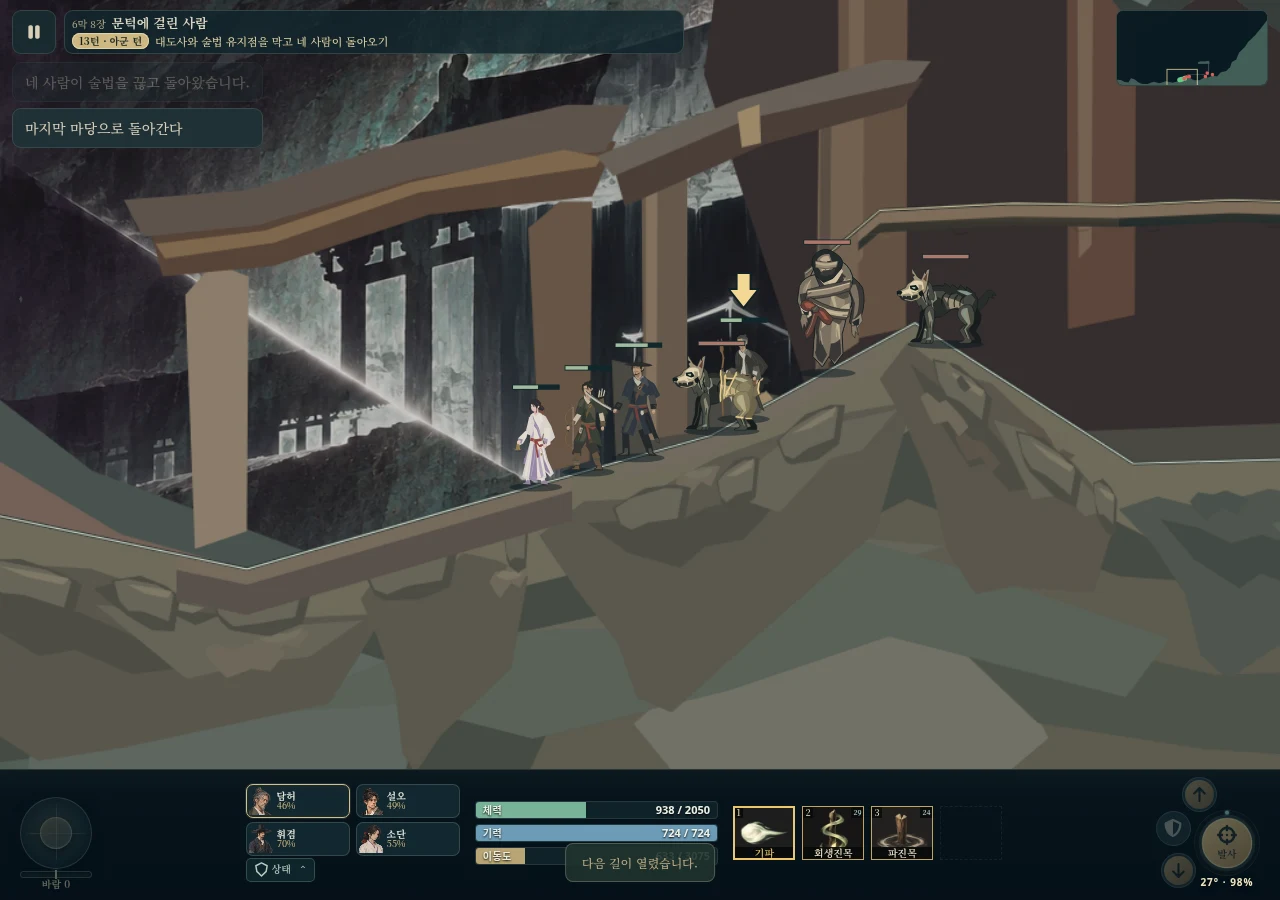 6막 8장 문턱에 걸린 사람
13턴 · 아군 턴 대도사와 술법 유지점을 막고 네 사람이 돌아오기
네 사람이 술법을 끊고 돌아왔습니다.
마지막 마당으로 돌아간다
담허
46%
설오
49%
휘겸
70%
소단
55%
상태
체력 938 / 2050
기력 724 / 724
이동도
다음 길이 열렸습니다.
1
기파
2 29
회생진목
3 24
파진목
바람 0
발사
27° · 98%